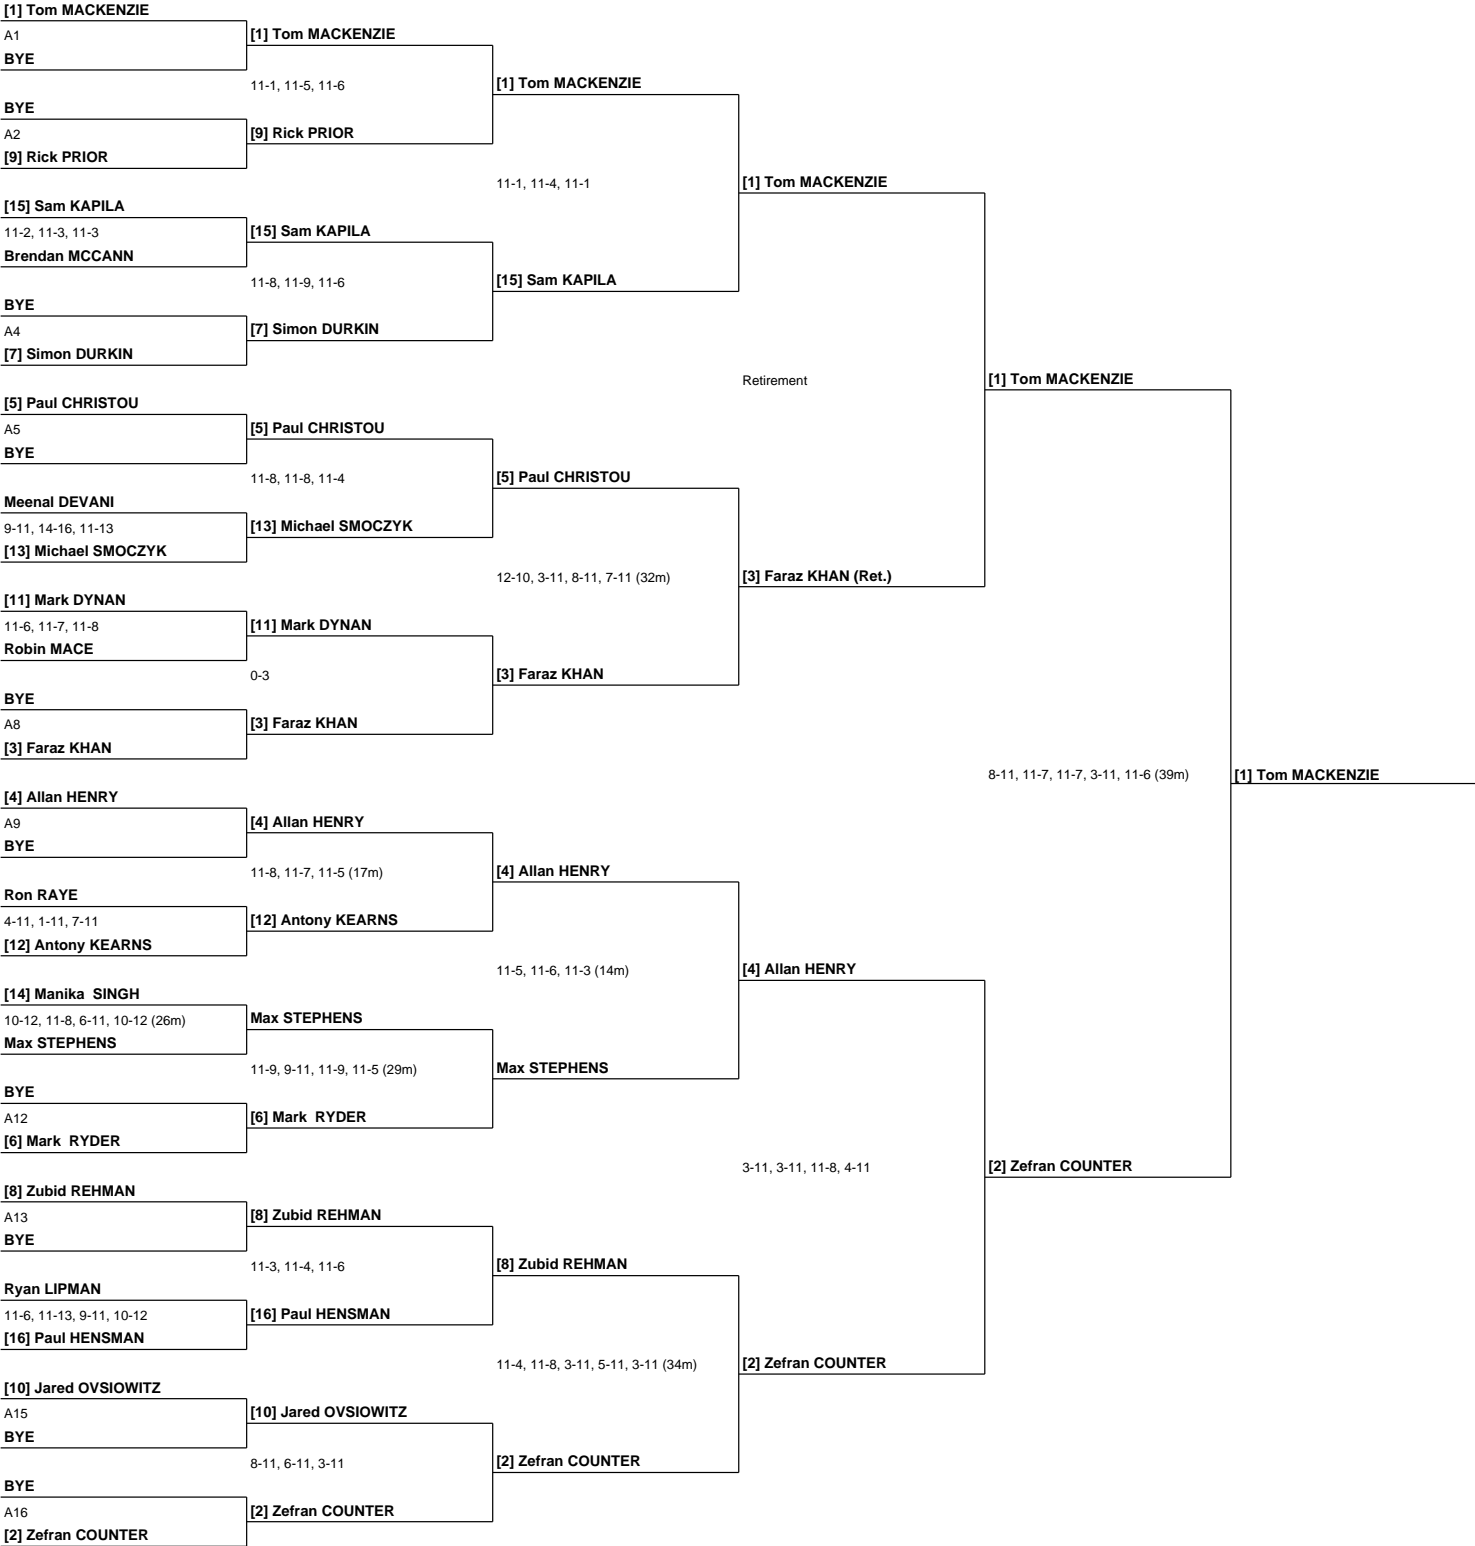 [1] Tom MACKENZIE
A1
BYE
BYE
A2
[9] Rick PRIOR
[15] Sam KAPILA
11-2, 11-3, 11-3
Brendan MCCANN
BYE
A4
[7] Simon DURKIN
[5] Paul CHRISTOU
A5
BYE
Meenal DEVANI
9-11, 14-16, 11-13
[13] Michael SMOCZYK
[11] Mark DYNAN
11-6, 11-7, 11-8
Robin MACE
BYE
A8
[3] Faraz KHAN
[4] Allan HENRY
A9
BYE
Ron RAYE
4-11, 1-11, 7-11
[12] Antony KEARNS
[14] Manika  SINGH
10-12, 11-8, 6-11, 10-12 (26m)
Max STEPHENS
BYE
A12
[6] Mark  RYDER
[8] Zubid REHMAN
A13
BYE
Ryan LIPMAN
11-6, 11-13, 9-11, 10-12
[16] Paul HENSMAN
[10] Jared OVSIOWITZ
A15
BYE
BYE
A16
[2] Zefran COUNTER
[1] Tom MACKENZIE
11-1, 11-5, 11-6
[9] Rick PRIOR
[15] Sam KAPILA
11-8, 11-9, 11-6
[7] Simon DURKIN
[5] Paul CHRISTOU
11-8, 11-8, 11-4
[13] Michael SMOCZYK
[11] Mark DYNAN
0-3
[3] Faraz KHAN
[4] Allan HENRY
11-8, 11-7, 11-5 (17m)
[12] Antony KEARNS
Max STEPHENS
11-9, 9-11, 11-9, 11-5 (29m)
[6] Mark  RYDER
[8] Zubid REHMAN
11-3, 11-4, 11-6
[16] Paul HENSMAN
[10] Jared OVSIOWITZ
8-11, 6-11, 3-11
[2] Zefran COUNTER
[1] Tom MACKENZIE
11-1, 11-4, 11-1
[15] Sam KAPILA
[5] Paul CHRISTOU
12-10, 3-11, 8-11, 7-11 (32m)
[3] Faraz KHAN
[4] Allan HENRY
11-5, 11-6, 11-3 (14m)
Max STEPHENS
[8] Zubid REHMAN
11-4, 11-8, 3-11, 5-11, 3-11 (34m)
[2] Zefran COUNTER
[1] Tom MACKENZIE
Retirement
[3] Faraz KHAN (Ret.)
[4] Allan HENRY
3-11, 3-11, 11-8, 4-11
[2] Zefran COUNTER
[1] Tom MACKENZIE
8-11, 11-7, 11-7, 3-11, 11-6 (39m)
[2] Zefran COUNTER
[1] Tom MACKENZIE